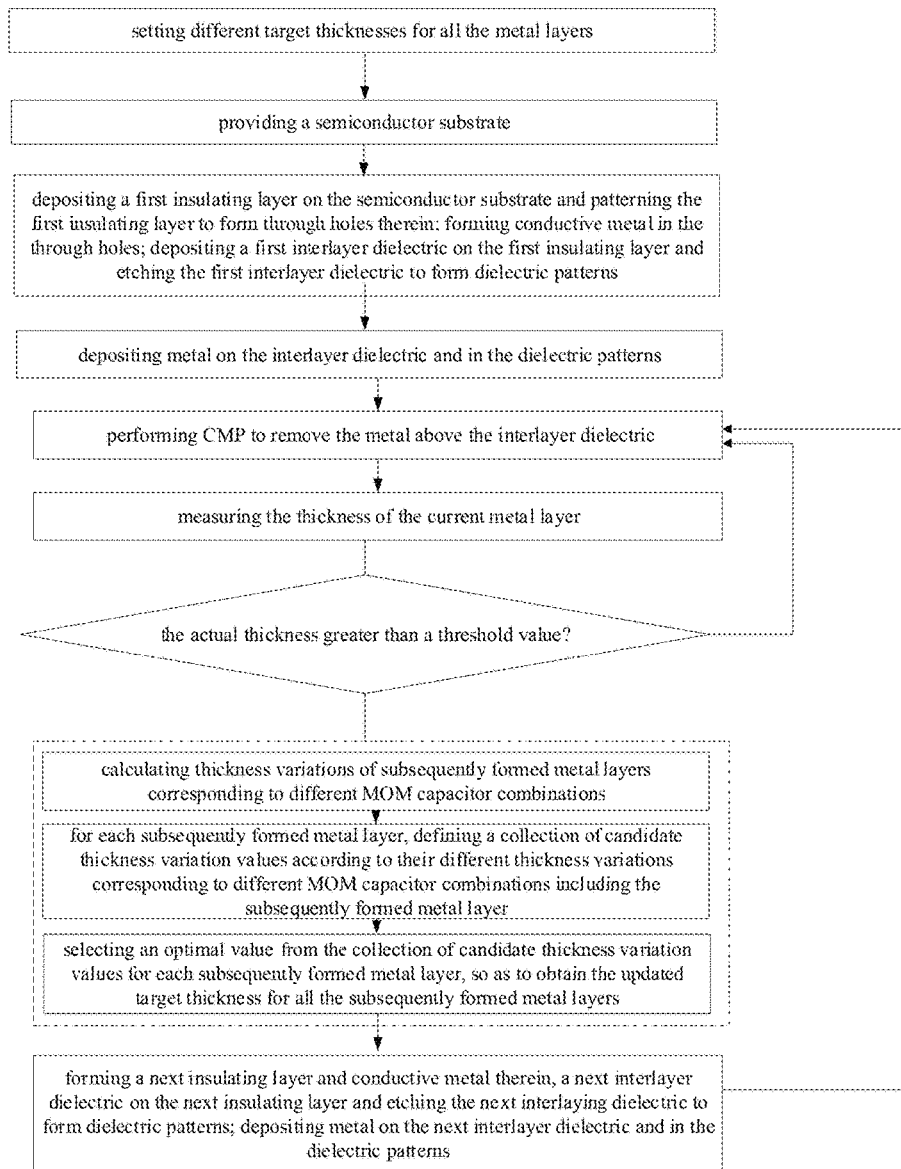 setting different target thicknesses for all the metal layers
providing a semiconductor substrate
depositing a first insulating layer on the semiconductor substrate and patterning the
first insulating layer to form through holes therein; forming conductive metal in the
through holes; depositing a first interlayer dielectric on the first insulating layer and
etching the first interlayer dielectric to form dielectric patterns
depositing metal on the interlayer dielectric and in the dielectric patterns
performing CMP to remove the metal above the interlayer dielectric
measuring the thickness of the current metal layer
the actual thickness greater than a threshold value?
calculating thickness variations of subsequently formed metal layers
corresponding to different MOM capacitor combinations
for each subsequently formed metal layer, defining a collection of candidate
thickness variation values according to their different thickness variations
corresponding to different MOM capacitor combinations including the
subsequently formed metal layer
selecting an optimal value from the collection of candidate thickness variation
values for each subsequently formed metal layer, so as to obtain the updated
target thickness for all the subsequently formed metal layers
forming a next insulating layer and conductive metal therein, a next interlayer
dielectric on the next insulating layer and etching the next interlaying dielectric to
form dielectric patterns; depositing metal on the next interlayer dielectric and in the
dielectric patterns